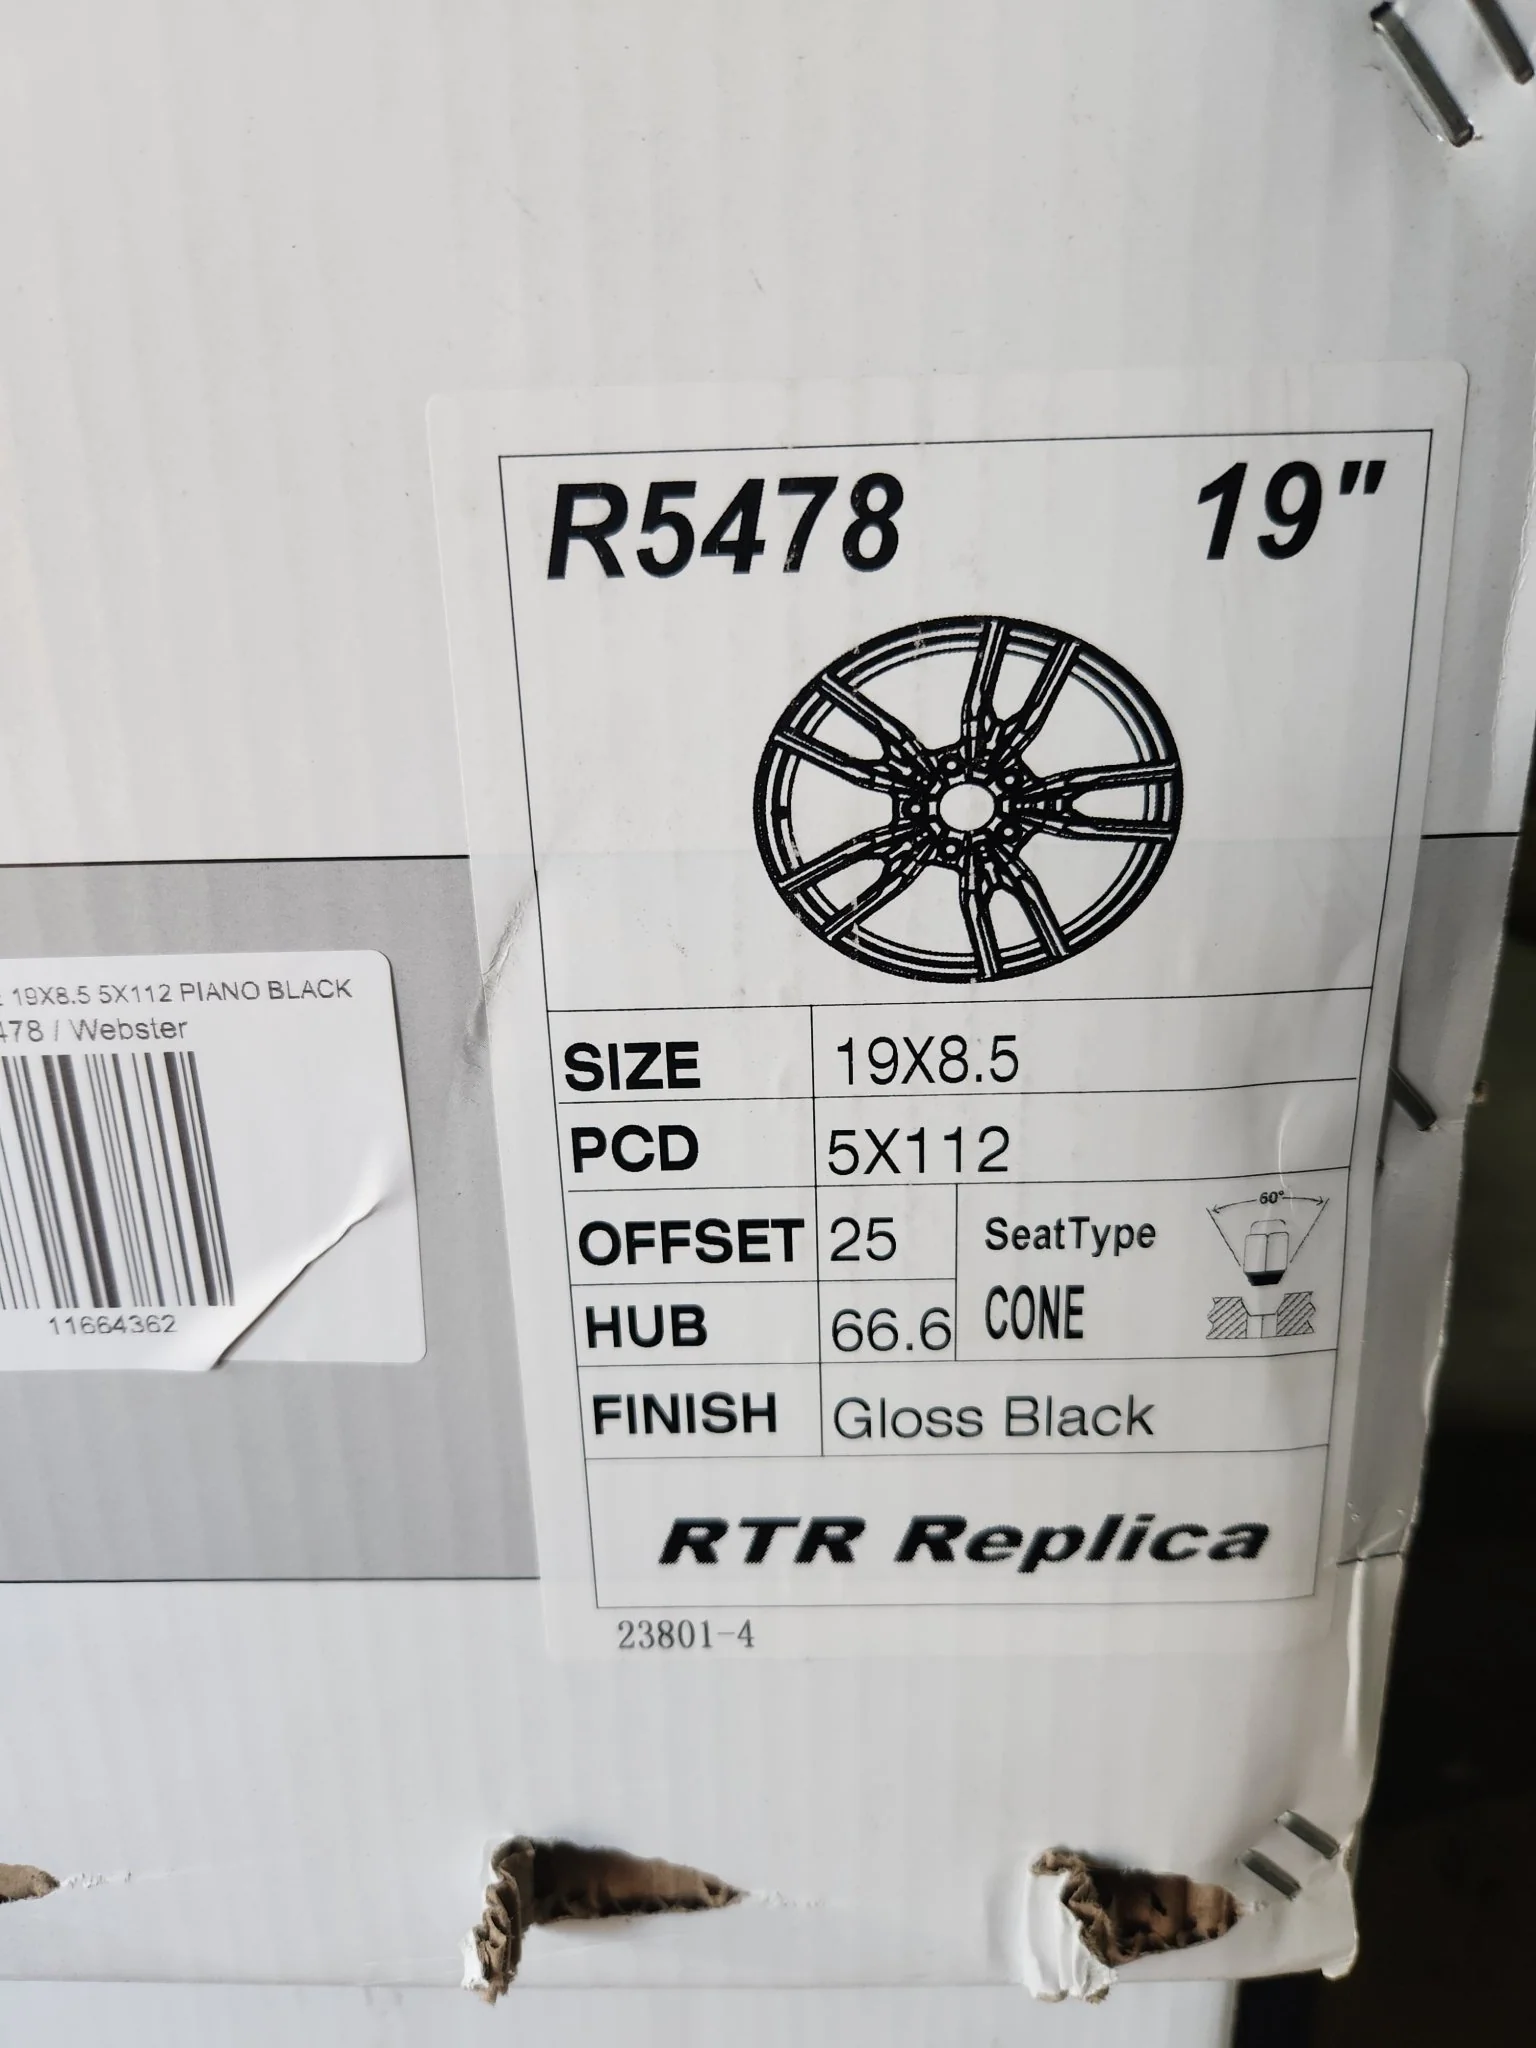 R5478 19"
19X8.5 5X112 PIANO BLACK
478 / Webster
11664362
SIZE 19X8.5
PCD 5X112
OFFSET 25
SeatType
60°
HUB 66.6
CONE
FINISH Gloss Black
RTR Replica
23801-4